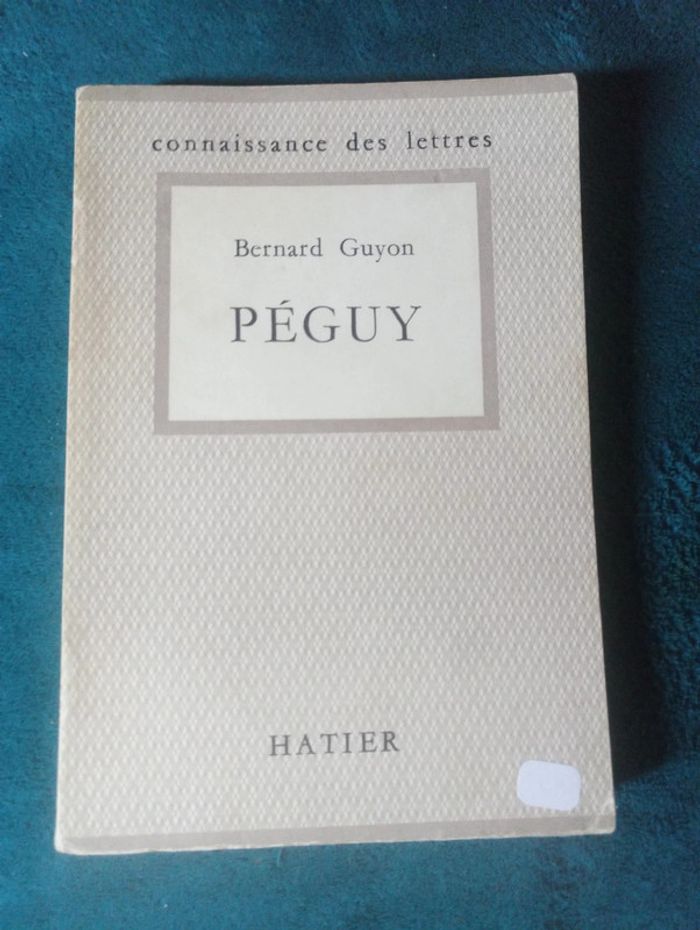 connaissance des lettres
Bernard Guyon
PÉGUY
HATIER